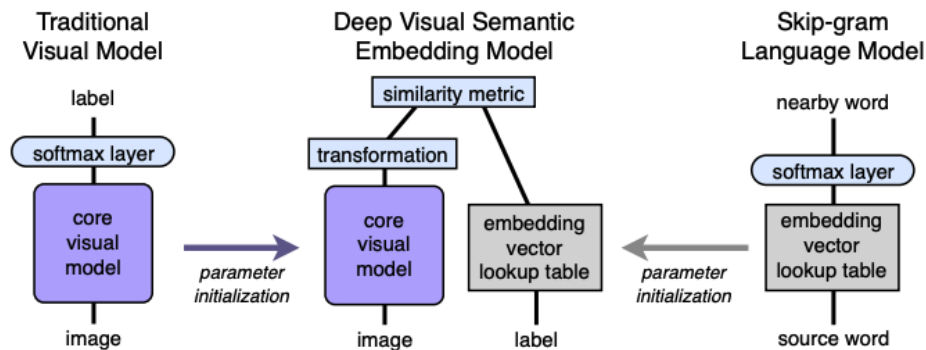 Traditional
Visual Model
label
softmax layer
core
visual
model
image
parameter
initialization
Deep Visual Semantic
Embedding Model
similarity metric
transformation
core
visual
model
image
embedding
vector
lookup table
label
parameter
initialization
Skip-gram
Language Model
nearby word
softmax layer
embedding
vector
lookup table
source word